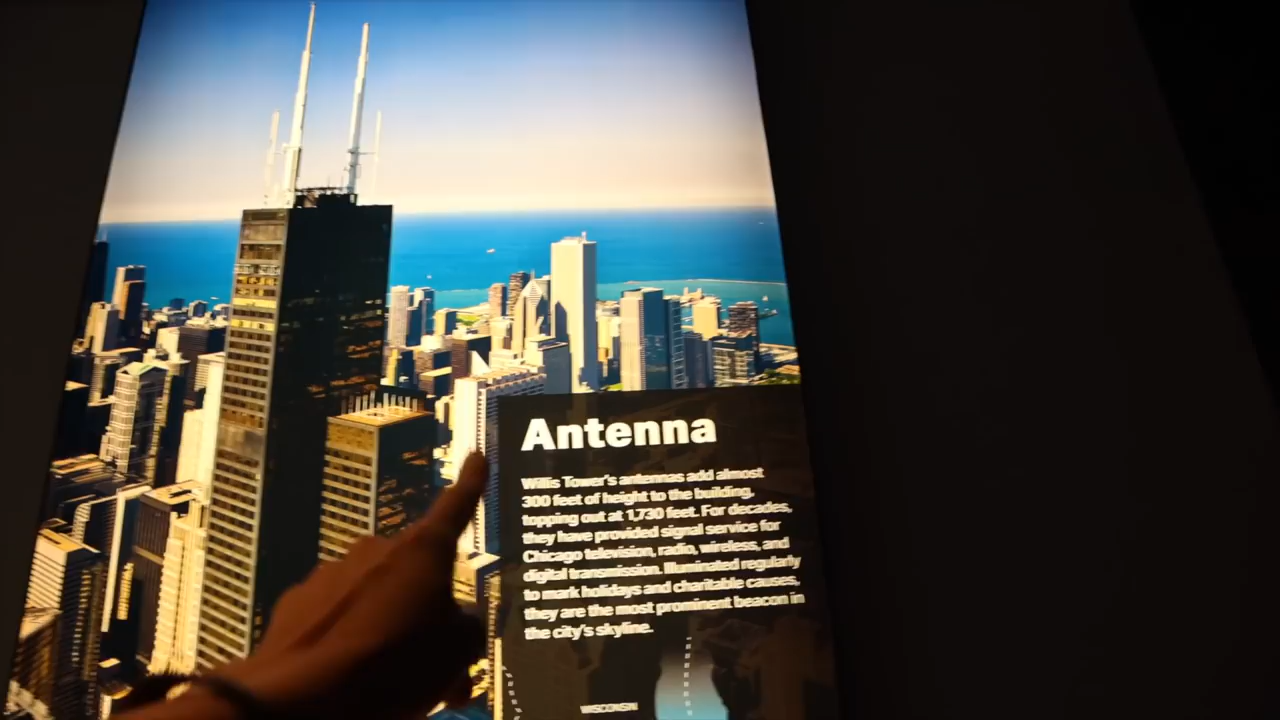 Antenna
Willis Tower's antennas add almost
300 feet of height to the building,
topping out at 1,730 feet. For decades,
they have provided signal service for
Chicago television, radio, wireless, and
digital transmission. Illuminated regularly
to mark holidays and charitable causes,
they are the most prominent beacon in
the city's skyline.
WISCONSIN